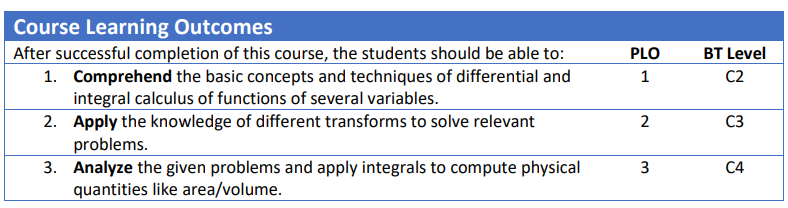 Course Learning Outcomes
After successful completion of this course, the students should be able to: PLO BT Level
1. Comprehend the basic concepts and techniques of differential and 1 C2
integral calculus of functions of several variables.
2. Apply the knowledge of different transforms to solve relevant 2 C3
problems.
3. Analyze the given problems and apply integrals to compute physical 3 C4
quantities like area/volume.